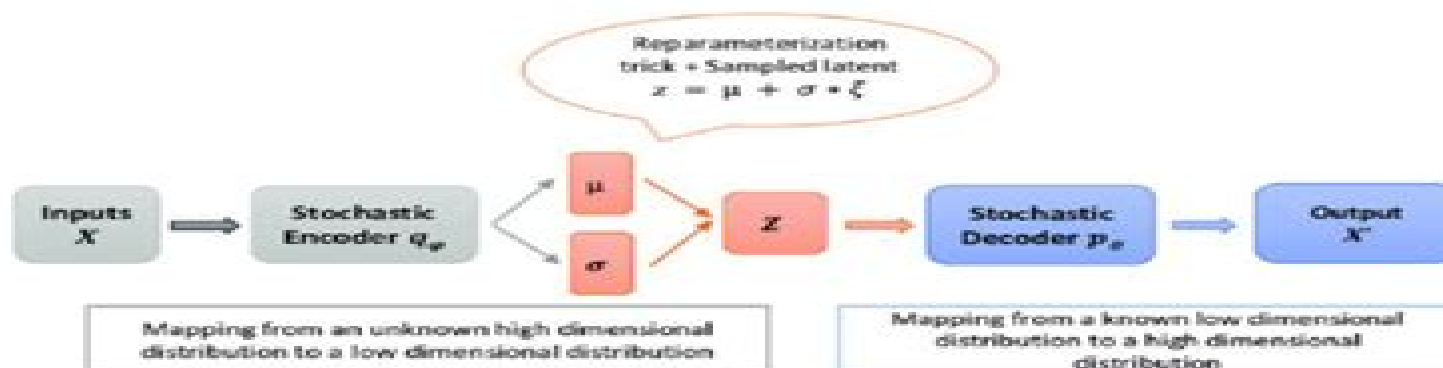 Reparameterization
trick + Sampled latent
z = μ + σ * ξ
Inputs
X
Stochastic
Encoder qφ
μ
σ
Z
Stochastic
Decoder pθ
Output
X'
Mapping from an unknown high dimensional
distribution to a low dimensional distribution
Mapping from a known low dimensional
distribution to a high dimensional
distribution